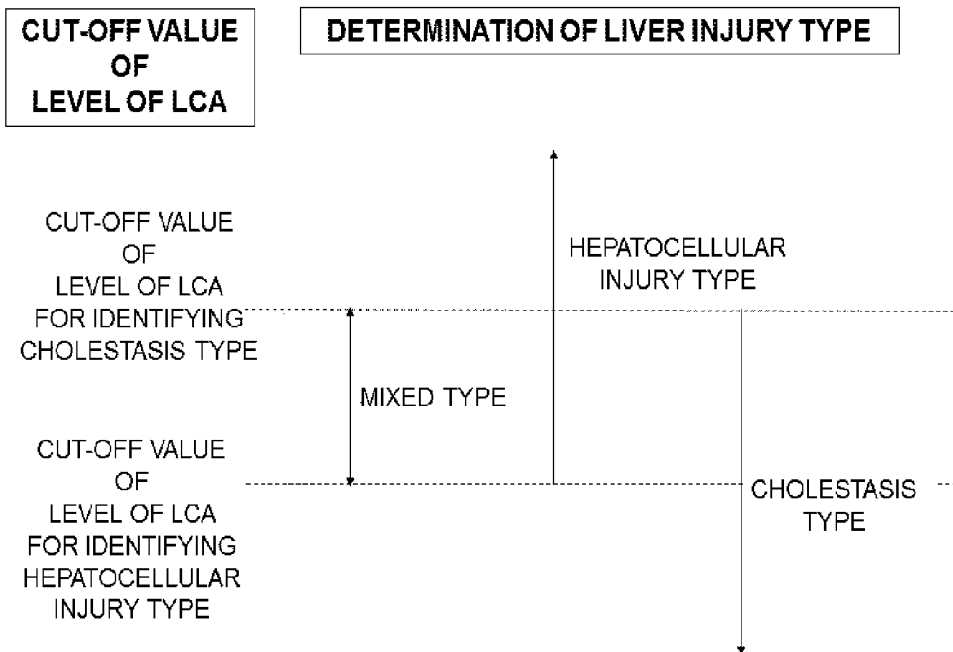 CUT-OFF VALUE
OF
LEVEL OF LCA
DETERMINATION OF LIVER INJURY TYPE
CUT-OFF VALUE
OF
LEVEL OF LCA
FOR IDENTIFYING
CHOLESTASIS TYPE
HEPATOCELLULAR
INJURY TYPE
MIXED TYPE
CUT-OFF VALUE
OF
LEVEL OF LCA
FOR IDENTIFYING
HEPATOCELLULAR
INJURY TYPE
CHOLESTASIS
TYPE